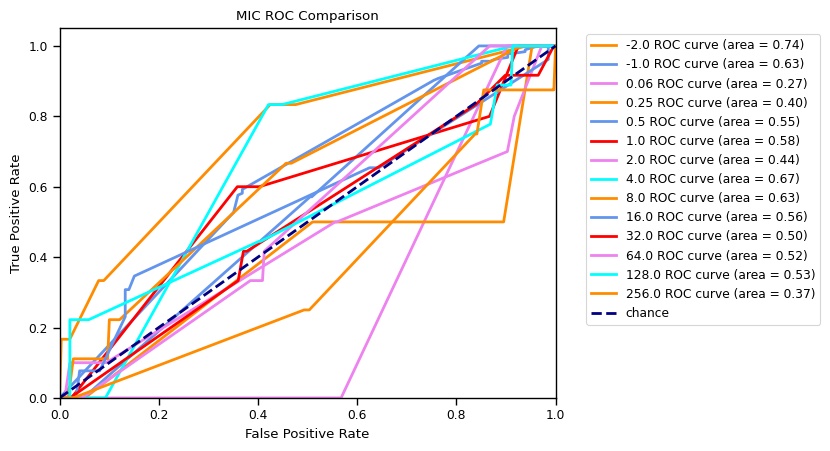 MIC ROC Comparison
True Positive Rate
1.0
0.8
0.6
0.4
0.2
0.0
0.0 0.2 0.4 0.6 0.8 1.0
False Positive Rate
-2.0 ROC curve (area = 0.74)
-1.0 ROC curve (area = 0.63)
0.06 ROC curve (area = 0.27)
0.25 ROC curve (area = 0.40)
0.5 ROC curve (area = 0.55)
1.0 ROC curve (area = 0.58)
2.0 ROC curve (area = 0.44)
4.0 ROC curve (area = 0.67)
8.0 ROC curve (area = 0.63)
16.0 ROC curve (area = 0.56)
32.0 ROC curve (area = 0.50)
64.0 ROC curve (area = 0.52)
128.0 ROC curve (area = 0.53)
256.0 ROC curve (area = 0.37)
chance